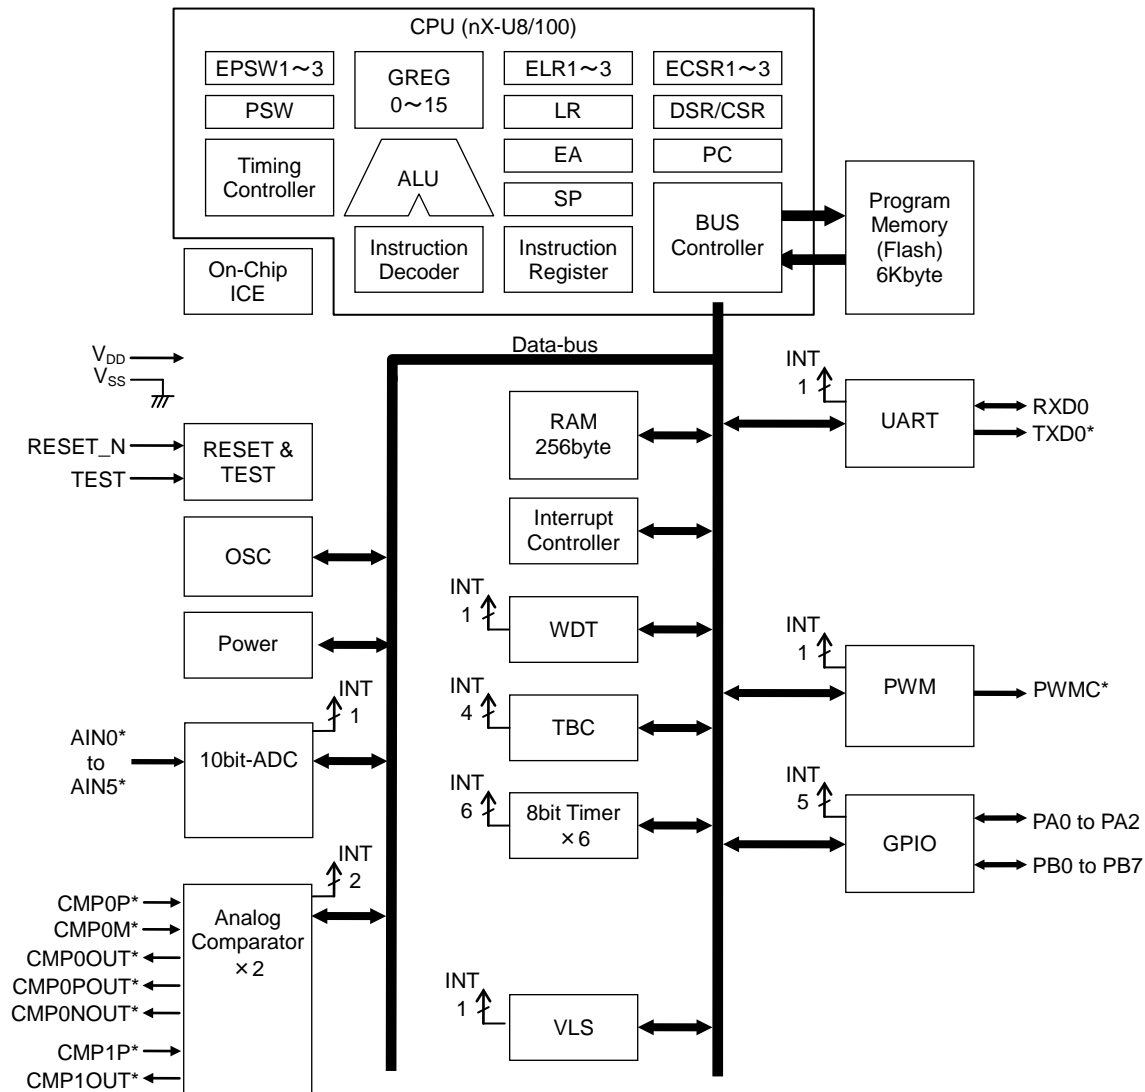 CPU (nX-U8/100)
EPSW1～3
GREG
0～15
ELR1～3
ECSR1～3
PSW
LR
DSR/CSR
Timing
Controller
ALU
EA
PC
SP
BUS
Controller
Program
Memory
(Flash)
6Kbyte
Instruction
Decoder
Instruction
Register
On-Chip
ICE
Data-bus
VDD
VSS
RESET_N
TEST
RESET &
TEST
OSC
Power
INT
1
AIN0*
to
AIN5*
10bit-ADC
INT
2
CMP0P*
CMP0M*
CMP0OUT*
CMP0POUT*
CMP0NOUT*
CMP1P*
CMP1OUT*
Analog
Comparator
×2
RAM
256byte
Interrupt
Controller
INT
1
WDT
INT
4
TBC
INT
6
8bit Timer
×6
INT
1
VLS
INT
1
UART
RXD0
TXD0*
INT
1
PWM
PWMC*
INT
5
GPIO
PA0 to PA2
PB0 to PB7